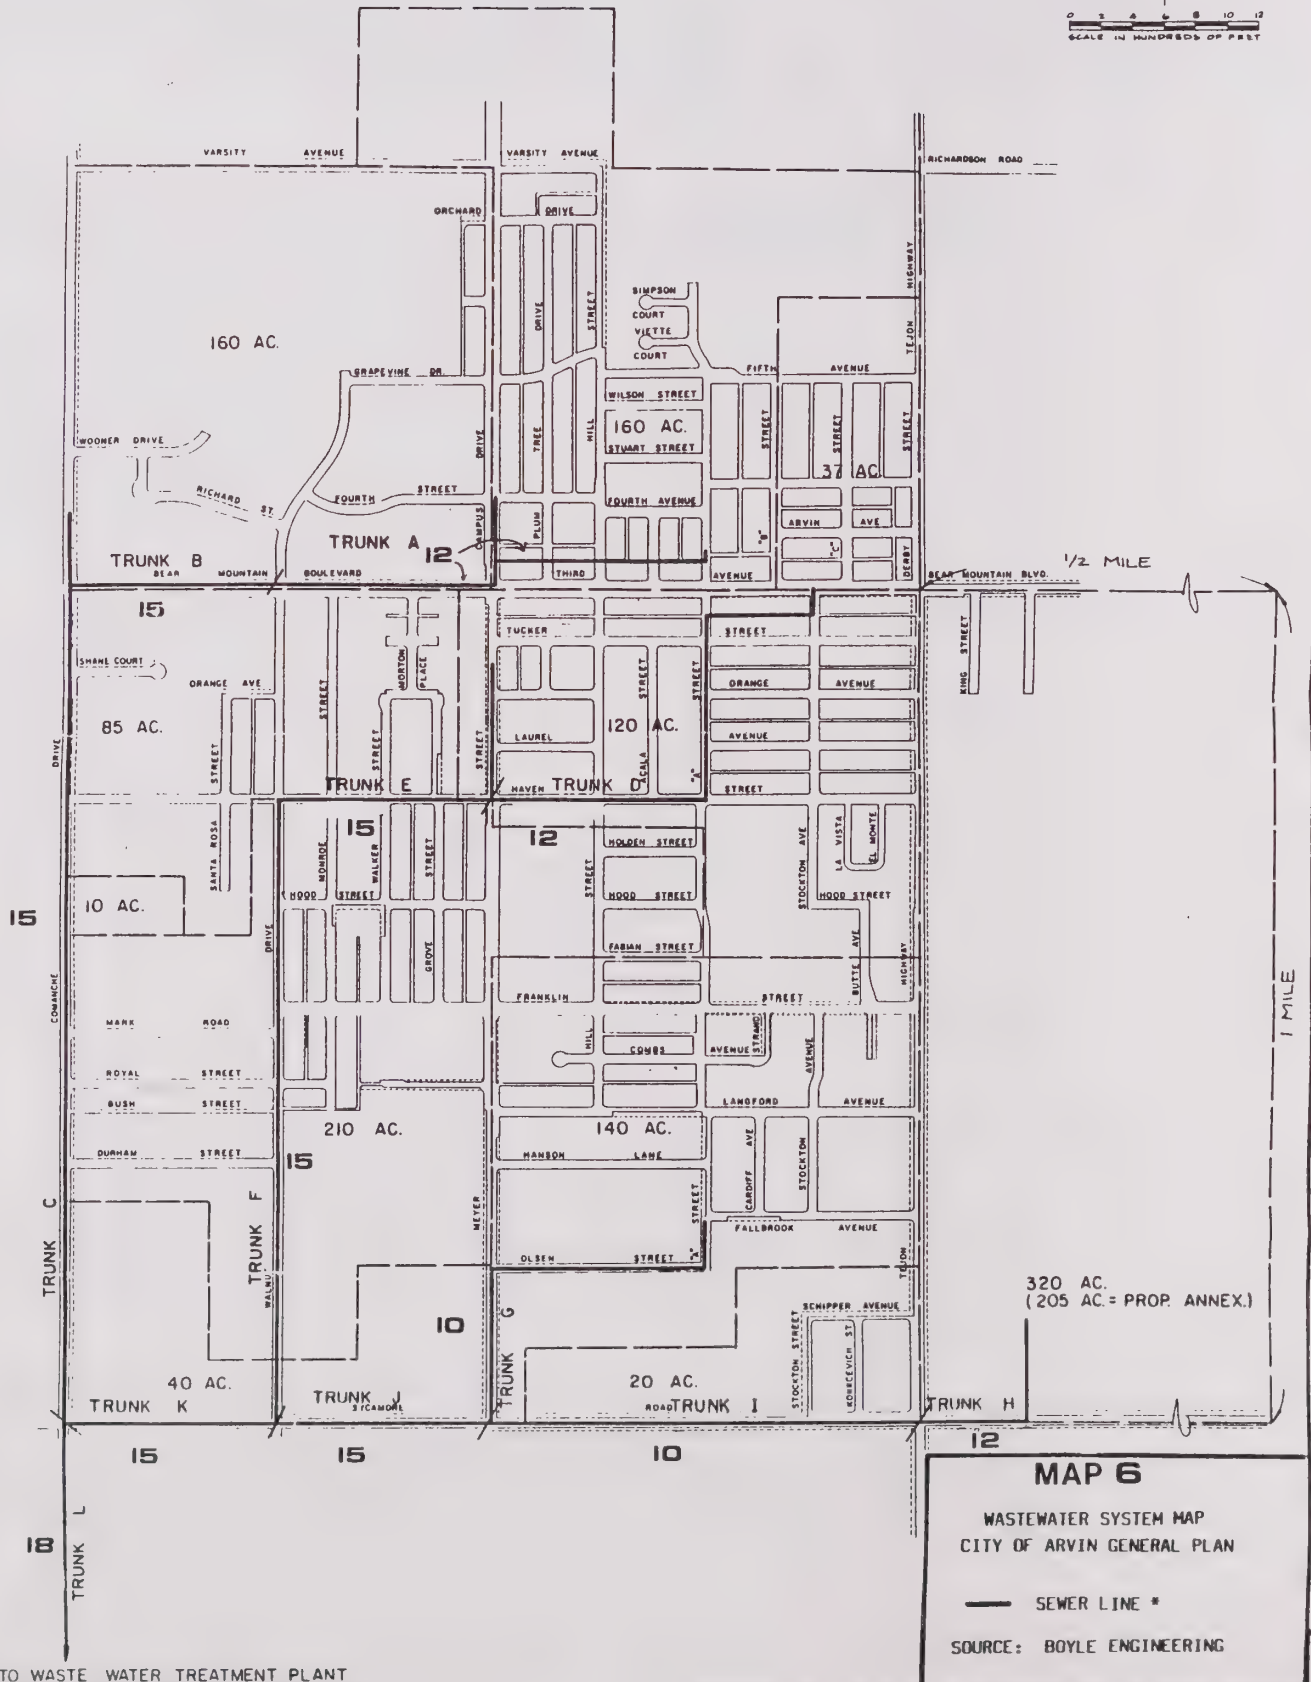 0 2 4 6 8 10 12
SCALE IN HUNDREDS OF FEET
VARSITY AVENUE
VARSITY AVENUE
RICHARDSON ROAD
ORCHARD DRIVE
HIGHWAY
TEJON
SIMPSON
COURT
VIETTE
COURT
DRIVE
STREET
160 AC.
GRAPEVINE DR.
FIFTH AVENUE
WILSON STREET
160 AC.
STUART STREET
STREET
STREET
STREET
WOONER DRIVE
DRIVE
TREE
HILL
37 AC
RICHARD ST.
FOURTH STREET
FOURTH AVENUE
CAMPUS
PLUM
"B"
ARVIN AVE
"C"
DERBY
TRUNK A
12
TRUNK B
BEAR MOUNTAIN BOULEVARD
THIRD AVENUE
BEAR MOUNTAIN BLVD.
1/2 MILE
15
TUCKER STREET
KING STREET
SHANE COURT
MORTON PLACE
ORANGE AVE
STREET
STREET
STREET
ORANGE AVENUE
85 AC.
120 AC.
LAUREL AVENUE
DRIVE
STREET
STREET
STREET
SCALA
"A"
TRUNK E
HAVEN
TRUNK D
STREET
15
12
SANTA ROSA
MONROE
WALKER
STREET
HOLDEN STREET
STREET
STOCKTON AVE
LA VISTA
EL MONTE
HOOD STREET
HOOD STREET
HOOD STREET
10 AC.
15
DRIVE
GROVE
FABIAN STREET
BUTTE AVE
HIGHWAY
COMANCHE
FRANKLIN STREET
1 MILE
MARK ROAD
HILL
COMBS AVENUE
STRAND
AVENUE
ROYAL STREET
BUSH STREET
LANGFORD AVENUE
210 AC.
140 AC.
DURHAM STREET
15
MANSON LANE
CARDIFF AVE
STOCKTON
TRUNK C
TRUNK F
WALNUT
MEYER
STREET
"A"
FALLBROOK AVENUE
OLSEN STREET
TEJON
320 AC.
(205 AC. = PROP. ANNEX.)
10
TRUNK G
SCHIPPER AVENUE
STOCKTON STREET
KOVACEVICH ST
40 AC.
20 AC.
TRUNK K
TRUNK J
SYCAMORE
ROAD
TRUNK I
TRUNK H
15
15
10
12
MAP 6
WASTEWATER SYSTEM MAP
CITY OF ARVIN GENERAL PLAN
SEWER LINE *
SOURCE: BOYLE ENGINEERING
18
TRUNK L
TO WASTE WATER TREATMENT PLANT